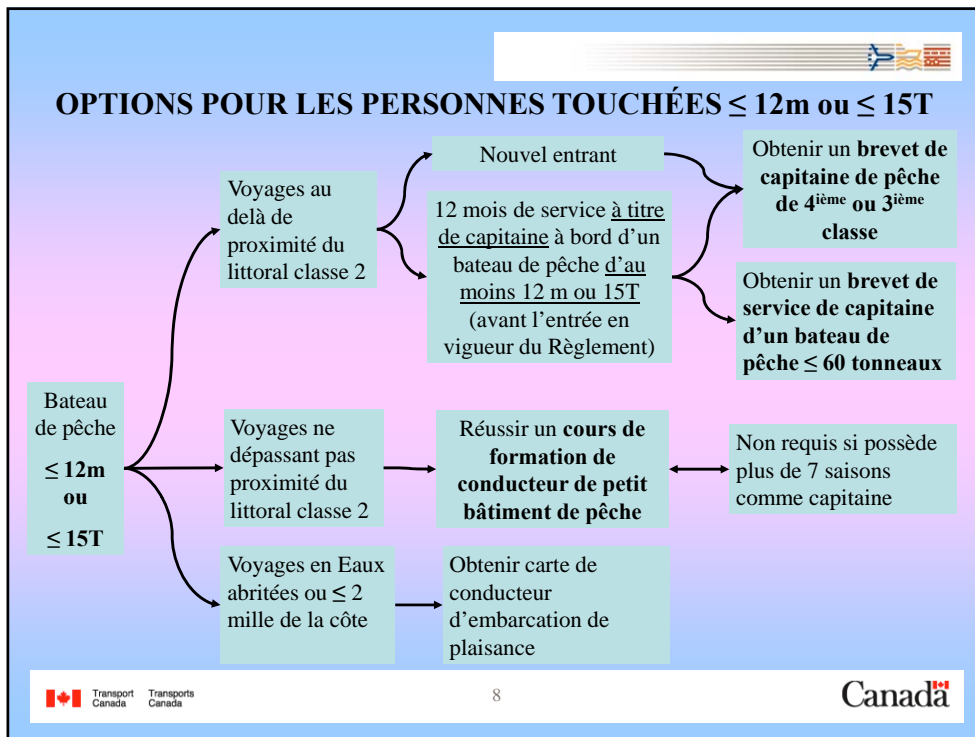 OPTIONS POUR LES PERSONNES TOUCHÉES ≤ 12m ou ≤ 15T
Bateau
de pêche
≤ 12m
ou
≤ 15T
Voyages au
delà de
proximité du
littoral classe 2
Nouvel entrant
12 mois de service à titre
de capitaine à bord d’un
bateau de pêche d’au
moins 12 m ou 15T
(avant l’entrée en
vigueur du Règlement)
Obtenir un brevet de
capitaine de pêche
de 4ième ou 3ième
classe
Obtenir un brevet de
service de capitaine
d’un bateau de
pêche ≤ 60 tonneaux
Voyages ne
dépassant pas
proximité du
littoral classe 2
Réussir un cours de
formation de
conducteur de petit
bâtiment de pêche
Non requis si possède
plus de 7 saisons
comme capitaine
Voyages en Eaux
abritées ou ≤ 2
mille de la côte
Obtenir carte de
conducteur
d’embarcation de
plaisance
Transport
Canada
Transports
Canada
8
Canada